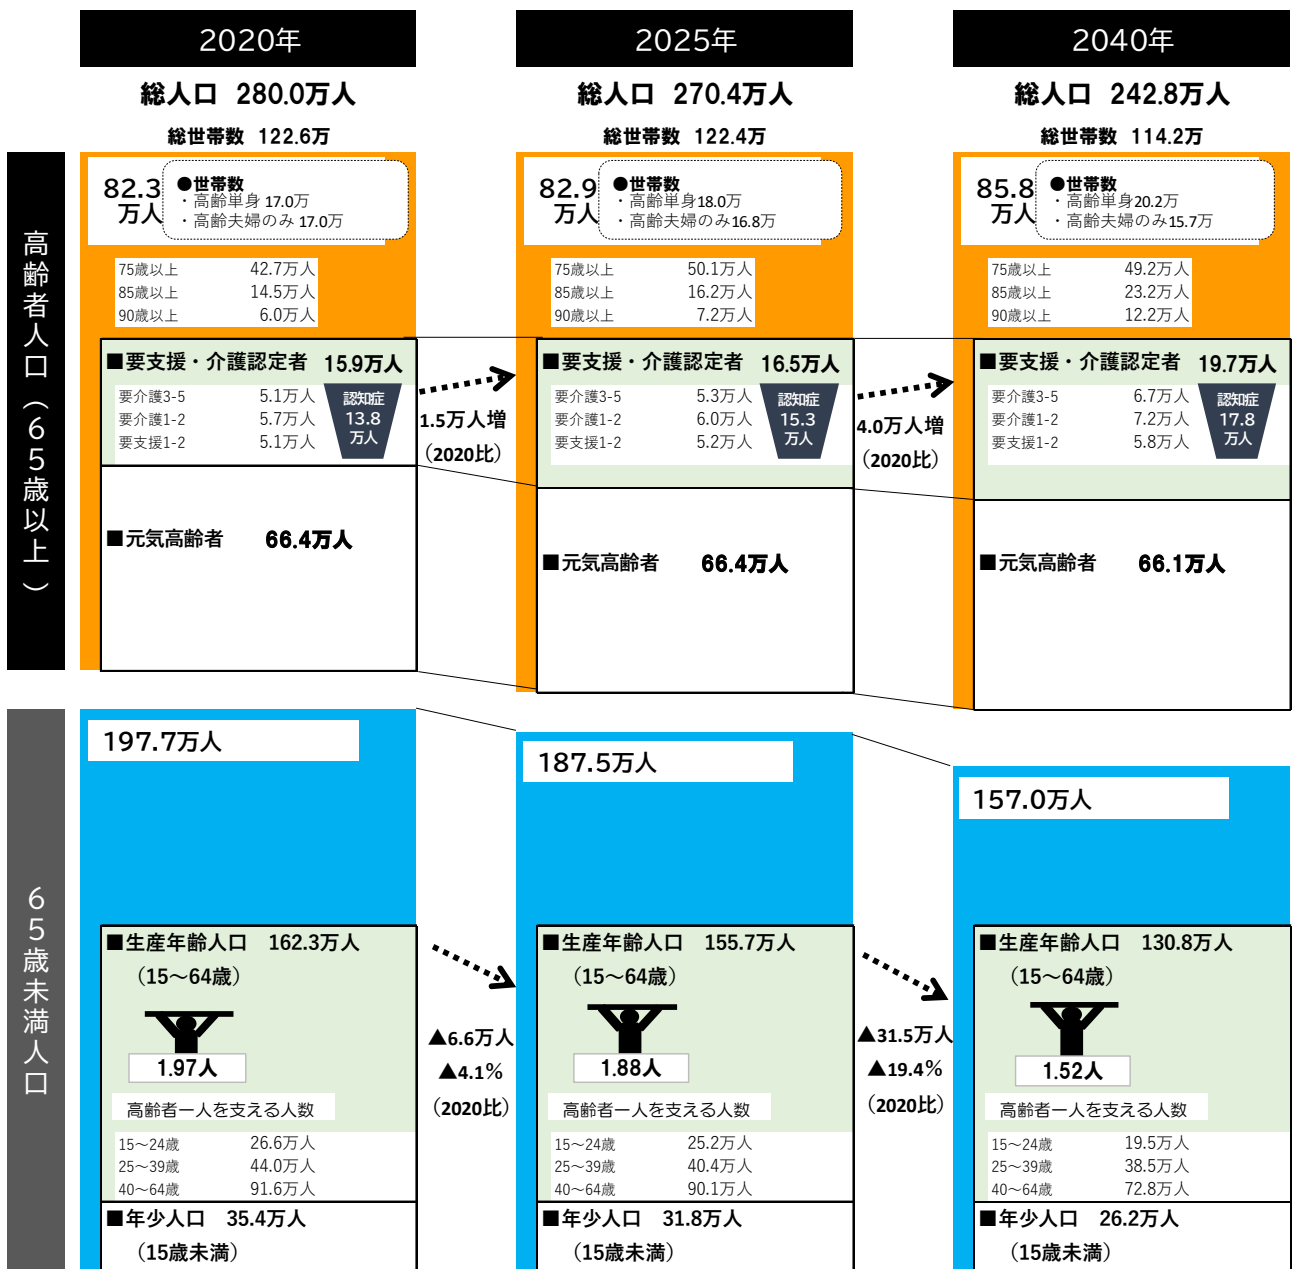 2020年
2025年
2040年
総人口 280.0万人
総人口 270.4万人
総人口 242.8万人
総世帯数 122.6万
総世帯数 122.4万
総世帯数 114.2万
高齢者人口（65歳以上）
82.3万人
●世帯数
・高齢単身 17.0万
・高齢夫婦のみ 17.0万
75歳以上 42.7万人
85歳以上 14.5万人
90歳以上 6.0万人
■要支援・介護認定者 15.9万人
要介護3-5 5.1万人
要介護1-2 5.7万人
要支援1-2 5.1万人
認知症
13.8
万人
■元気高齢者 66.4万人
1.5万人増
（2020比）
82.9万人
●世帯数
・高齢単身18.0万
・高齢夫婦のみ16.8万
75歳以上 50.1万人
85歳以上 16.2万人
90歳以上 7.2万人
■要支援・介護認定者 16.5万人
要介護3-5 5.3万人
要介護1-2 6.0万人
要支援1-2 5.2万人
認知症
15.3
万人
■元気高齢者 66.4万人
4.0万人増
（2020比）
85.8万人
●世帯数
・高齢単身20.2万
・高齢夫婦のみ15.7万
75歳以上 49.2万人
85歳以上 23.2万人
90歳以上 12.2万人
■要支援・介護認定者 19.7万人
要介護3-5 6.7万人
要介護1-2 7.2万人
要支援1-2 5.8万人
認知症
17.8
万人
■元気高齢者 66.1万人
65歳未満人口
197.7万人
■生産年齢人口 162.3万人
（15～64歳）
1.97人
高齢者一人を支える人数
15～24歳 26.6万人
25～39歳 44.0万人
40～64歳 91.6万人
■年少人口 35.4万人
（15歳未満）
▲6.6万人
▲4.1%
（2020比）
187.5万人
■生産年齢人口 155.7万人
（15～64歳）
1.88人
高齢者一人を支える人数
15～24歳 25.2万人
25～39歳 40.4万人
40～64歳 90.1万人
■年少人口 31.8万人
（15歳未満）
▲31.5万人
▲19.4%
（2020比）
157.0万人
■生産年齢人口 130.8万人
（15～64歳）
1.52人
高齢者一人を支える人数
15～24歳 19.5万人
25～39歳 38.5万人
40～64歳 72.8万人
■年少人口 26.2万人
（15歳未満）